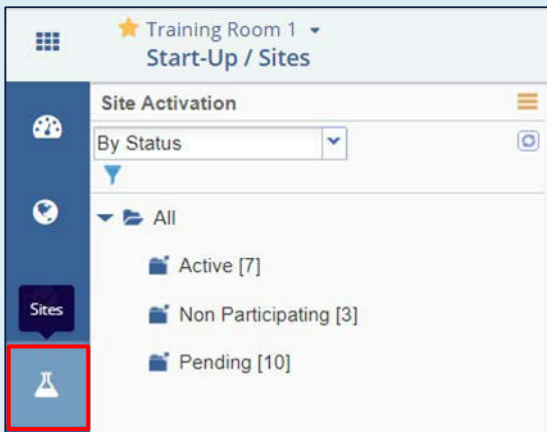 Training Room 1
Start-Up / Sites
Site Activation
By Status
All
Active [7]
Sites
Non Participating [3]
Pending [10]